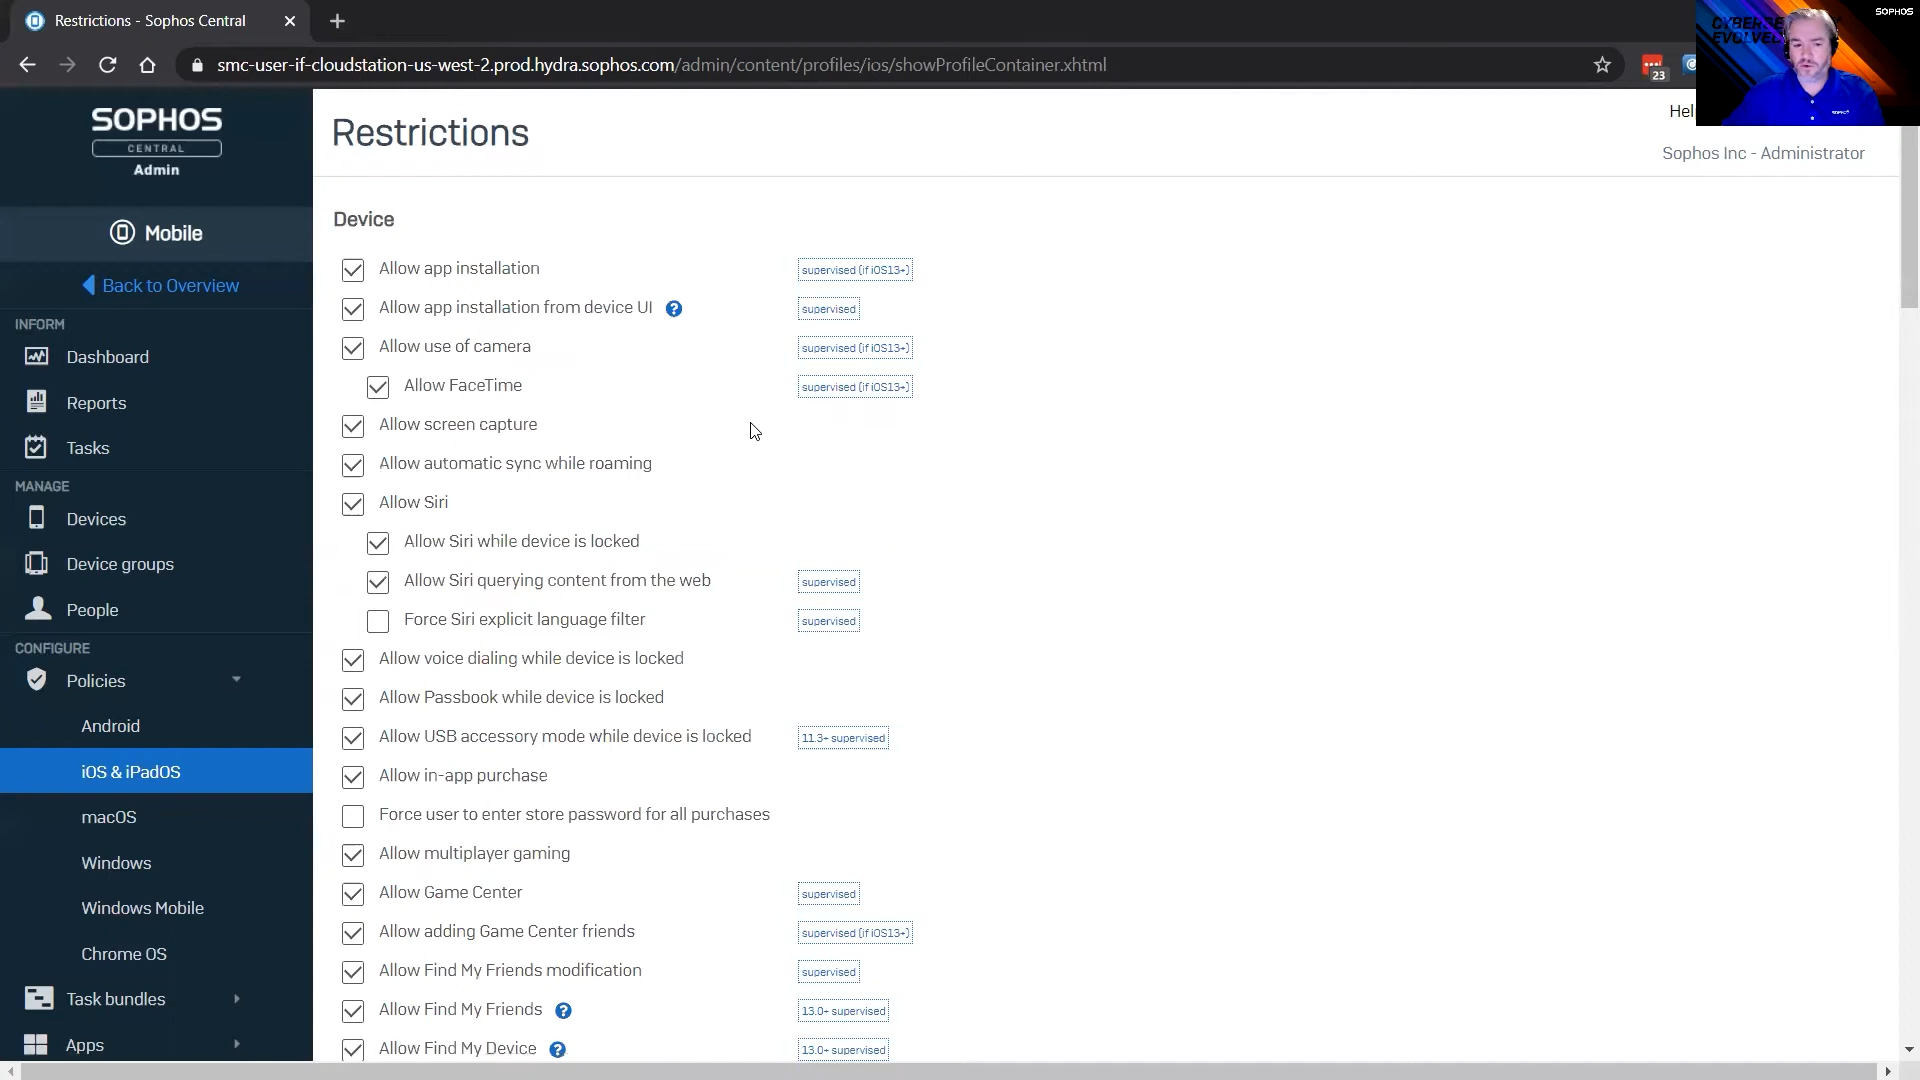 Restrictions - Sophos Central
smc-user-if-cloudstation-us-west-2.prod.hydra.sophos.com/admin/content/profiles/ios/showProfileContainer.xhtml
23
SOPHOS
SOPHOS
CENTRAL
Admin
Mobile
Back to Overview
INFORM
Dashboard
Reports
Tasks
MANAGE
Devices
Device groups
People
CONFIGURE
Policies
Android
iOS & iPadOS
macOS
Windows
Windows Mobile
Chrome OS
Task bundles
Apps
Restrictions
Sophos Inc - Administrator
Device
Allow app installation supervised (if iOS13+)
Allow app installation from device UI ? supervised
Allow use of camera supervised (if iOS13+)
Allow FaceTime supervised (if iOS13+)
Allow screen capture
Allow automatic sync while roaming
Allow Siri
Allow Siri while device is locked
Allow Siri querying content from the web supervised
Force Siri explicit language filter supervised
Allow voice dialing while device is locked
Allow Passbook while device is locked
Allow USB accessory mode while device is locked 11.3+ supervised
Allow in-app purchase
Force user to enter store password for all purchases
Allow multiplayer gaming
Allow Game Center supervised
Allow adding Game Center friends supervised (if iOS13+)
Allow Find My Friends modification supervised
Allow Find My Friends ? 13.0+ supervised
Allow Find My Device ? 13.0+ supervised